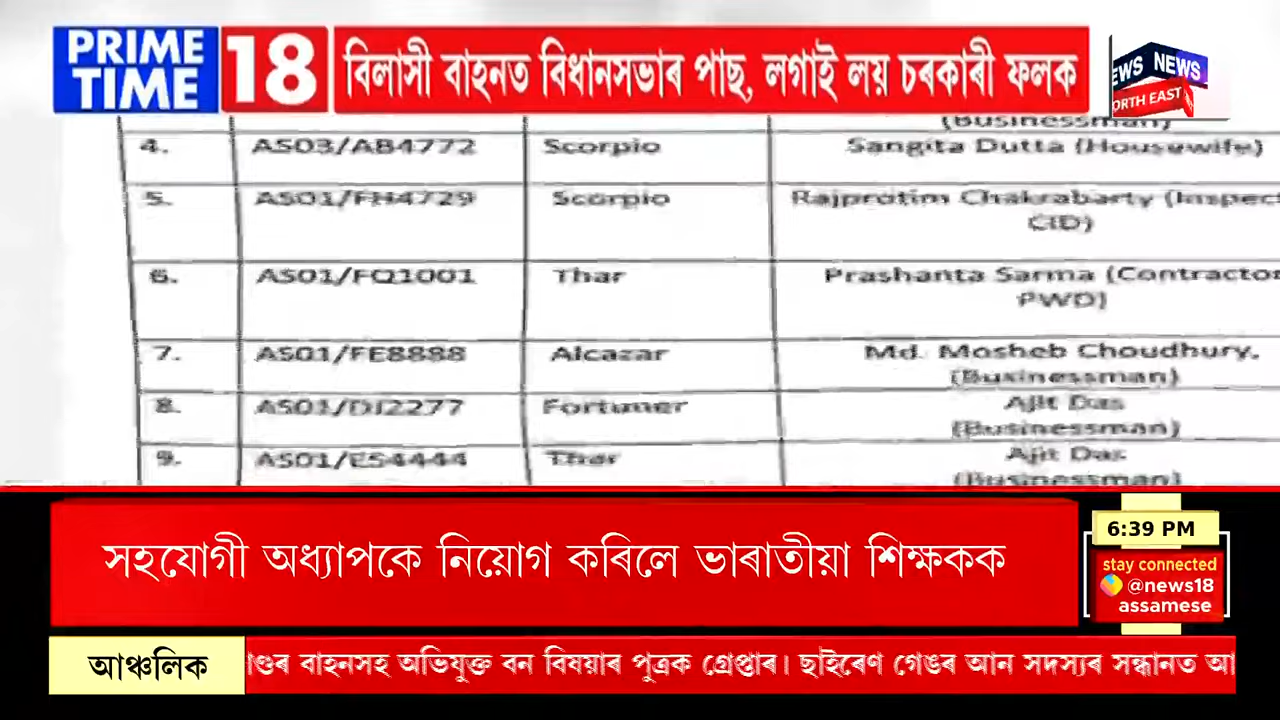 PRIME
TIME
18
বিলাসী বাহনত বিধানসভাৰ পাছ, লগাই লয় চৰকাৰী ফলক
NEWS NEWS
NORTH EAST
(Businessman)
4. AS03/AB4772 Scorpio Sangita Dutta (Housewife)
5. AS01/FH4729 Scorpio Rajprotim Chakrabarty (Inspect
CID)
6. AS01/FQ1001 Thar Prashanta Sarma (Contractor
PWD)
7. AS01/FE8888 Alcazar Md. Mosheb Choudhury,
(Businessman)
8. AS01/DJ2277 Fortuner Ajit Das
(Businessman)
9. AS01/ES4444 Thar Ajit Das
(Businessman)
সহযোগী অধ্যাপকে নিয়োগ কৰিলে ভাৰাতীয়া শিক্ষকক
6:39 PM
stay connected
@news18
assamese
আঞ্চলিক
াণ্ডৰ বাহনসহ অভিযুক্ত বন বিষয়াৰ পুত্ৰক গ্ৰেপ্তাৰ। ছাইৰেণ গেঙৰ আন সদস্যৰ সন্ধানত আ